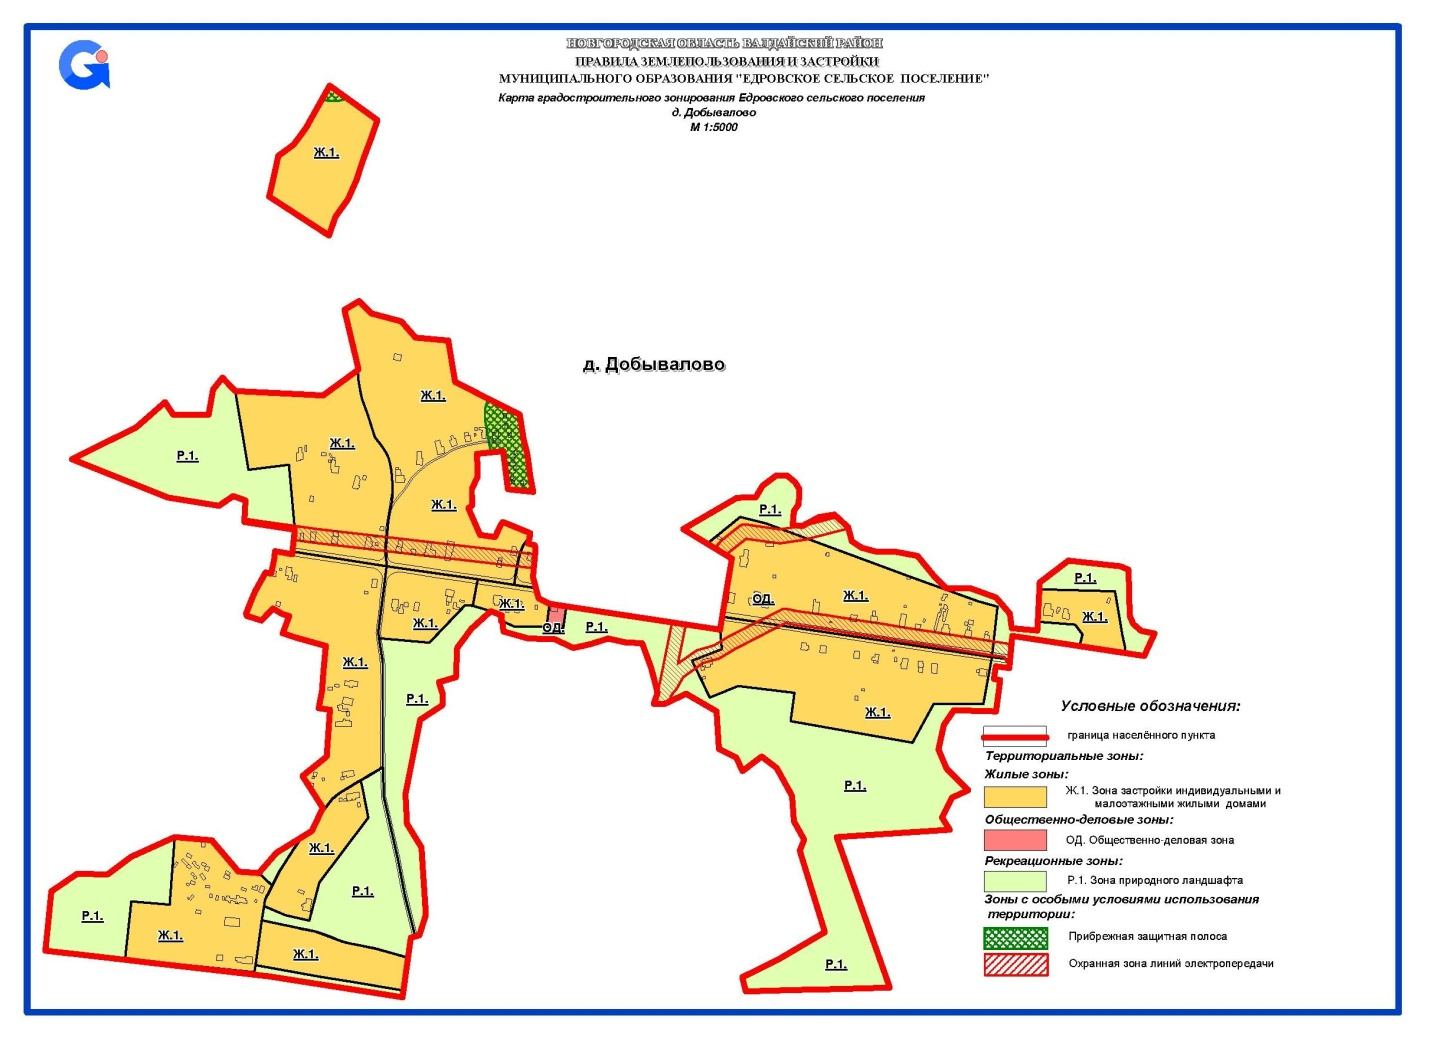 НОВГОРОДСКАЯ ОБЛАСТЬ ВАЛДАЙСКИЙ РАЙОН
ПРАВИЛА ЗЕМЛЕПОЛЬЗОВАНИЯ И ЗАСТРОЙКИ
МУНИЦИПАЛЬНОГО ОБРАЗОВАНИЯ "ЕДРОВСКОЕ СЕЛЬСКОЕ ПОСЕЛЕНИЕ"
Карта градостроительного зонирования Едровского сельского поселения
д. Добывалово
М 1:5000
Ж.1.
д. Добывалово
Ж.1.
Ж.1.
Р.1.
Ж.1.
Р.1.
Р.1.
ОД.
Ж.1.
Ж.1.
Ж.1.
Ж.1.
ОД.
Р.1.
Ж.1.
Р.1.
Ж.1.
Р.1.
Ж.1.
Р.1.
Р.1.
Ж.1.
Ж.1.
Р.1.
Условные обозначения:
граница населённого пункта
Территориальные зоны:
Жилые зоны:
Ж.1. Зона застройки индивидуальными и
малоэтажными жилыми домами
Общественно-деловые зоны:
ОД. Общественно-деловая зона
Рекреационные зоны:
Р.1. Зона природного ландшафта
Зоны с особыми условиями использования
территории:
Прибрежная защитная полоса
Охранная зона линий электропередачи